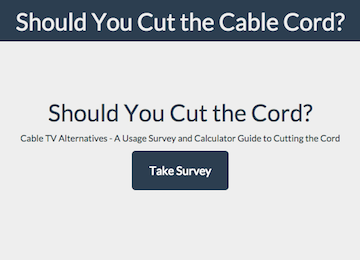 Should You Cut the Cable Cord?
Should You Cut the Cord?
Cable TV Alternatives - A Usage Survey and Calculator Guide to Cutting the Cord
Take Survey